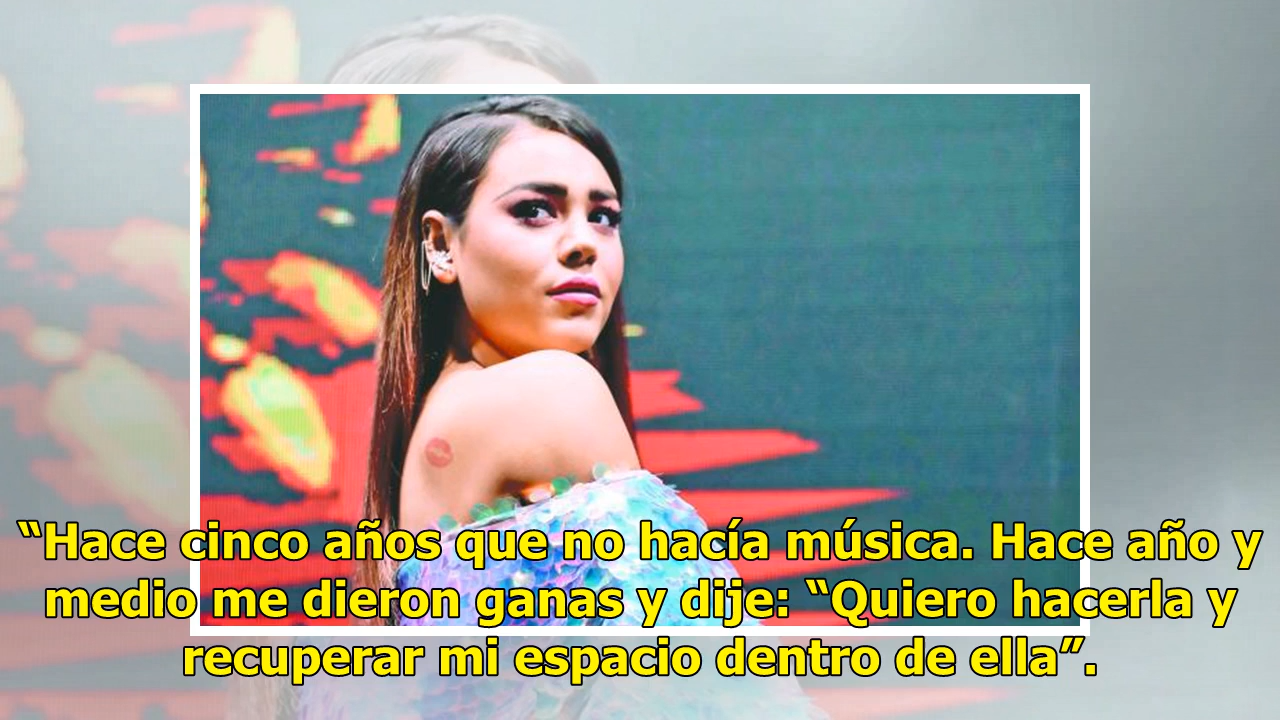 “Hace cinco años que no hacía música. Hace año y
medio me dieron ganas y dije: “Quiero hacerla y
recuperar mi espacio dentro de ella”.